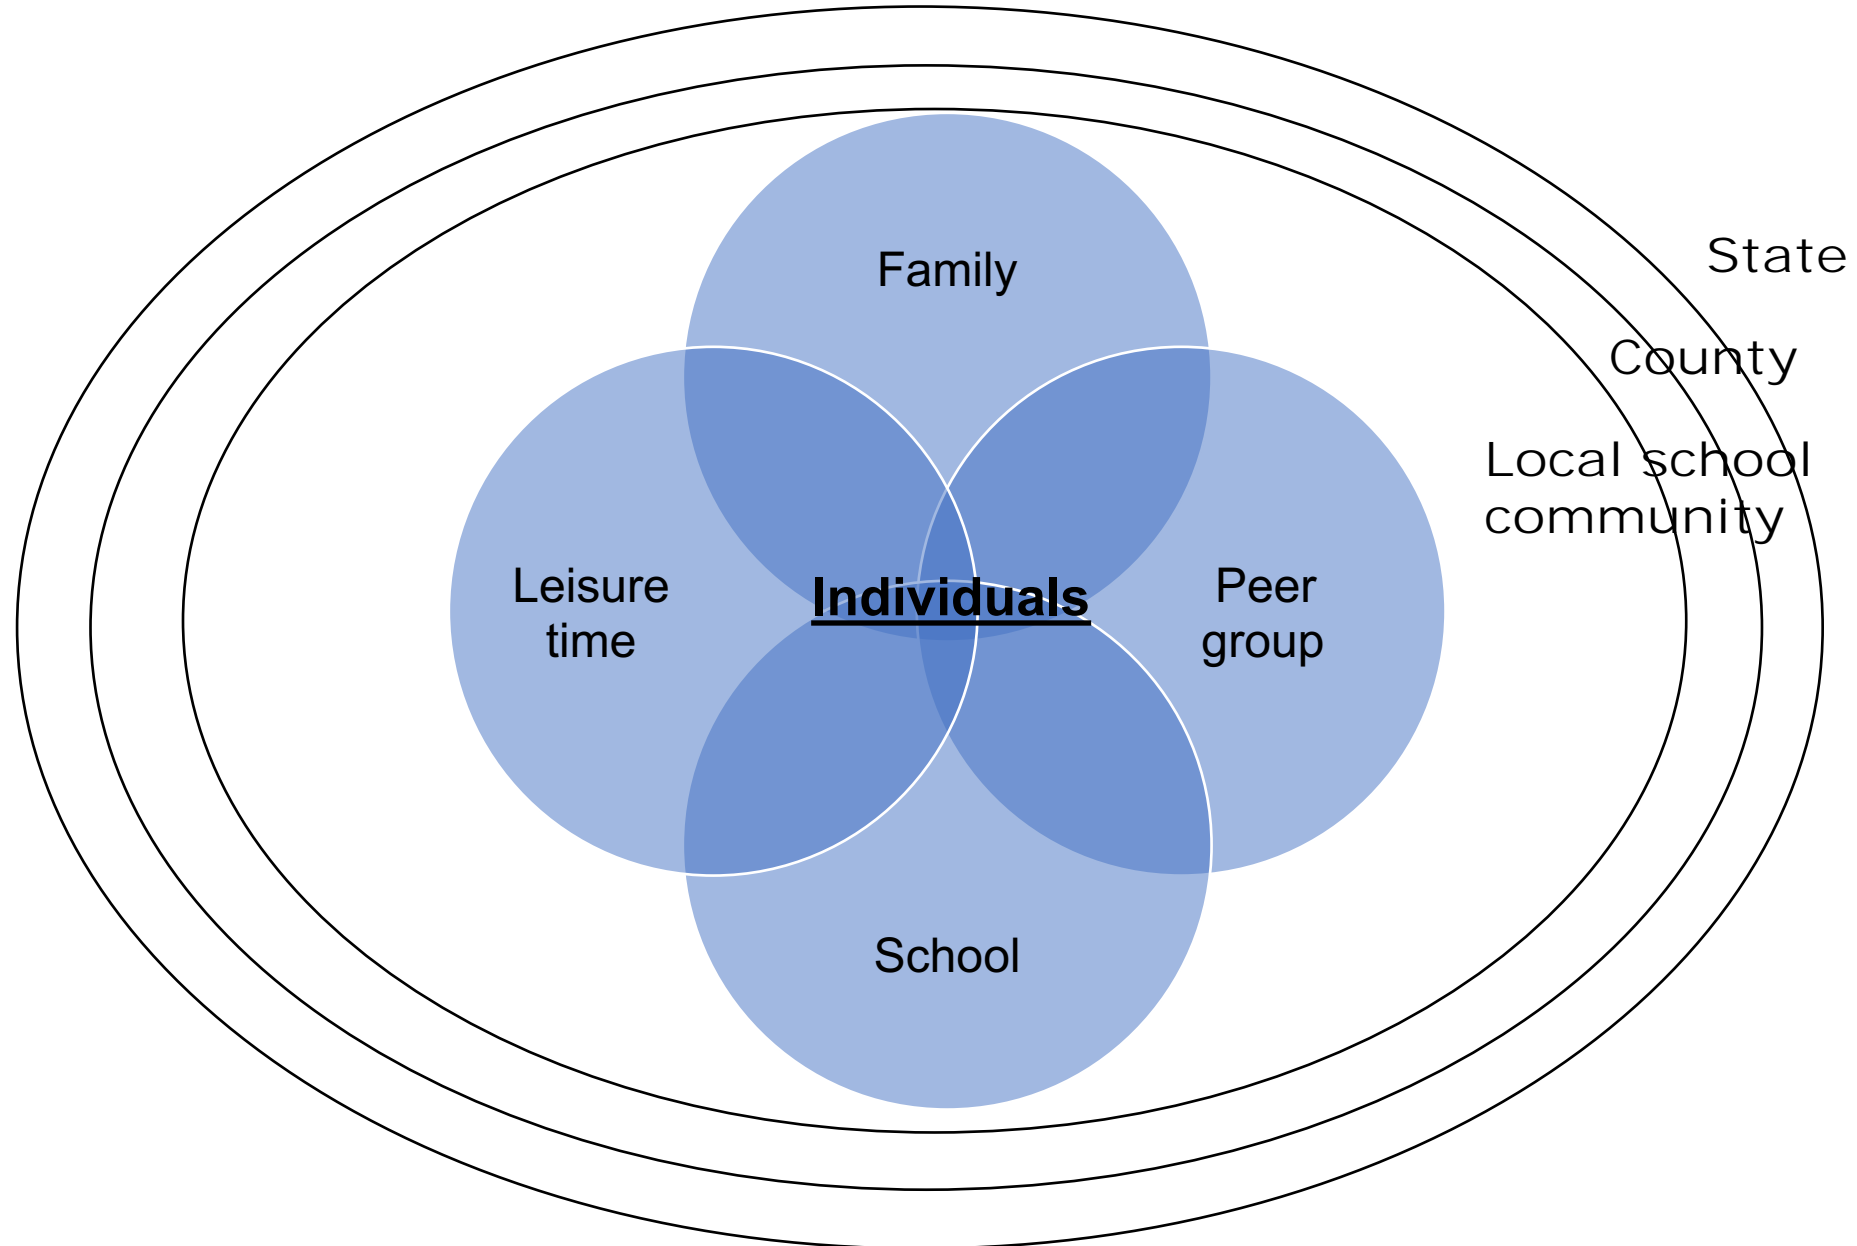 Family
State
County
Local school
community
Leisure
time
Individuals
Peer
group
School